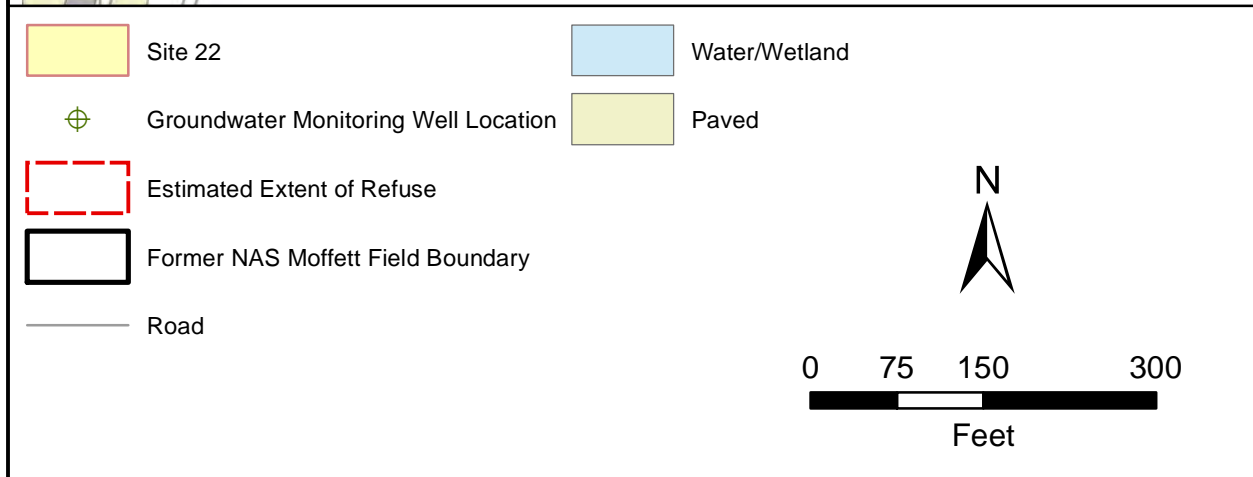 Site 22
Groundwater Monitoring Well Location
Estimated Extent of Refuse
Former NAS Moffett Field Boundary
Road
Water/Wetland
Paved
N
0 75 150 300
Feet